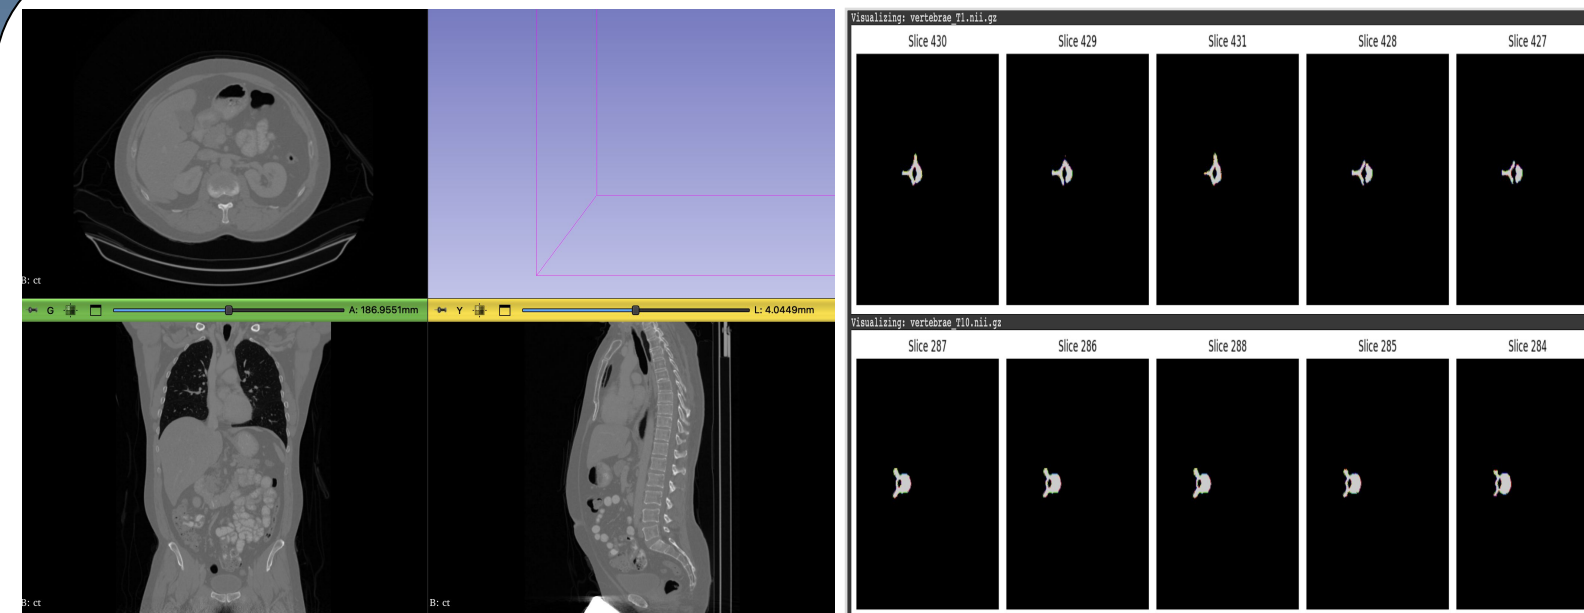 B: ct
G A: 186.9551mm
Y L: 4.0449mm
B: ct
B: ct
Visualizing: vertebrae_T1.nii.gz
Slice 430 Slice 429 Slice 431 Slice 428 Slice 427
Visualizing: vertebrae_T10.nii.gz
Slice 287 Slice 286 Slice 288 Slice 285 Slice 284